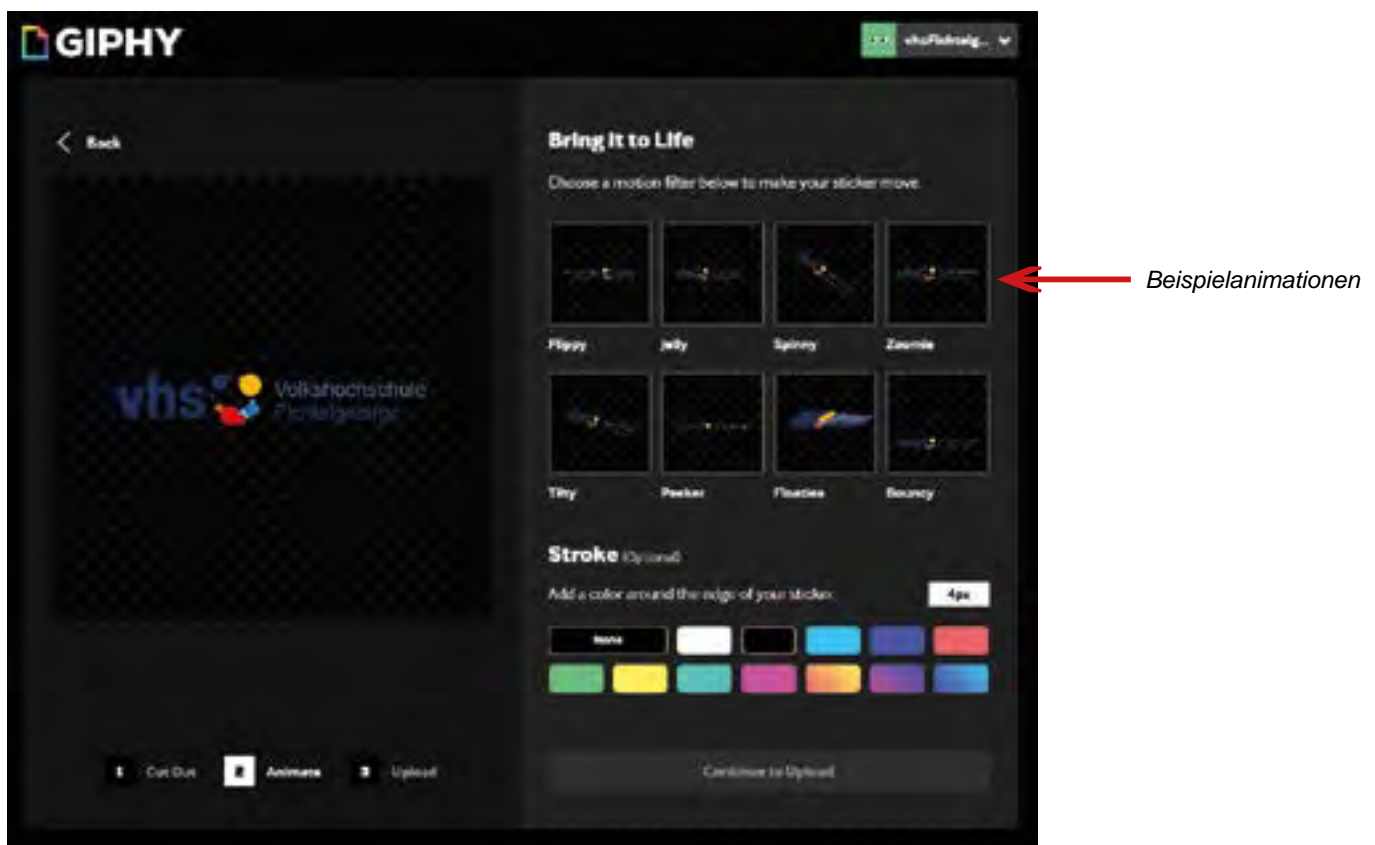 GIPHY
vhsFichtelg...
Back
Bring it to Life
Choose a motion filter below to make your sticker move.
Beispielanimationen
Flippy Jelly Spinny Zoomie
vhs Volkshochschule
Fichtelgebirge
Tilty Peeker Floaties Bouncy
Stroke (Optional)
Add a color around the edge of your sticker. 4px
None
1 Cut Out 2 Animate 3 Upload
Continue to Upload